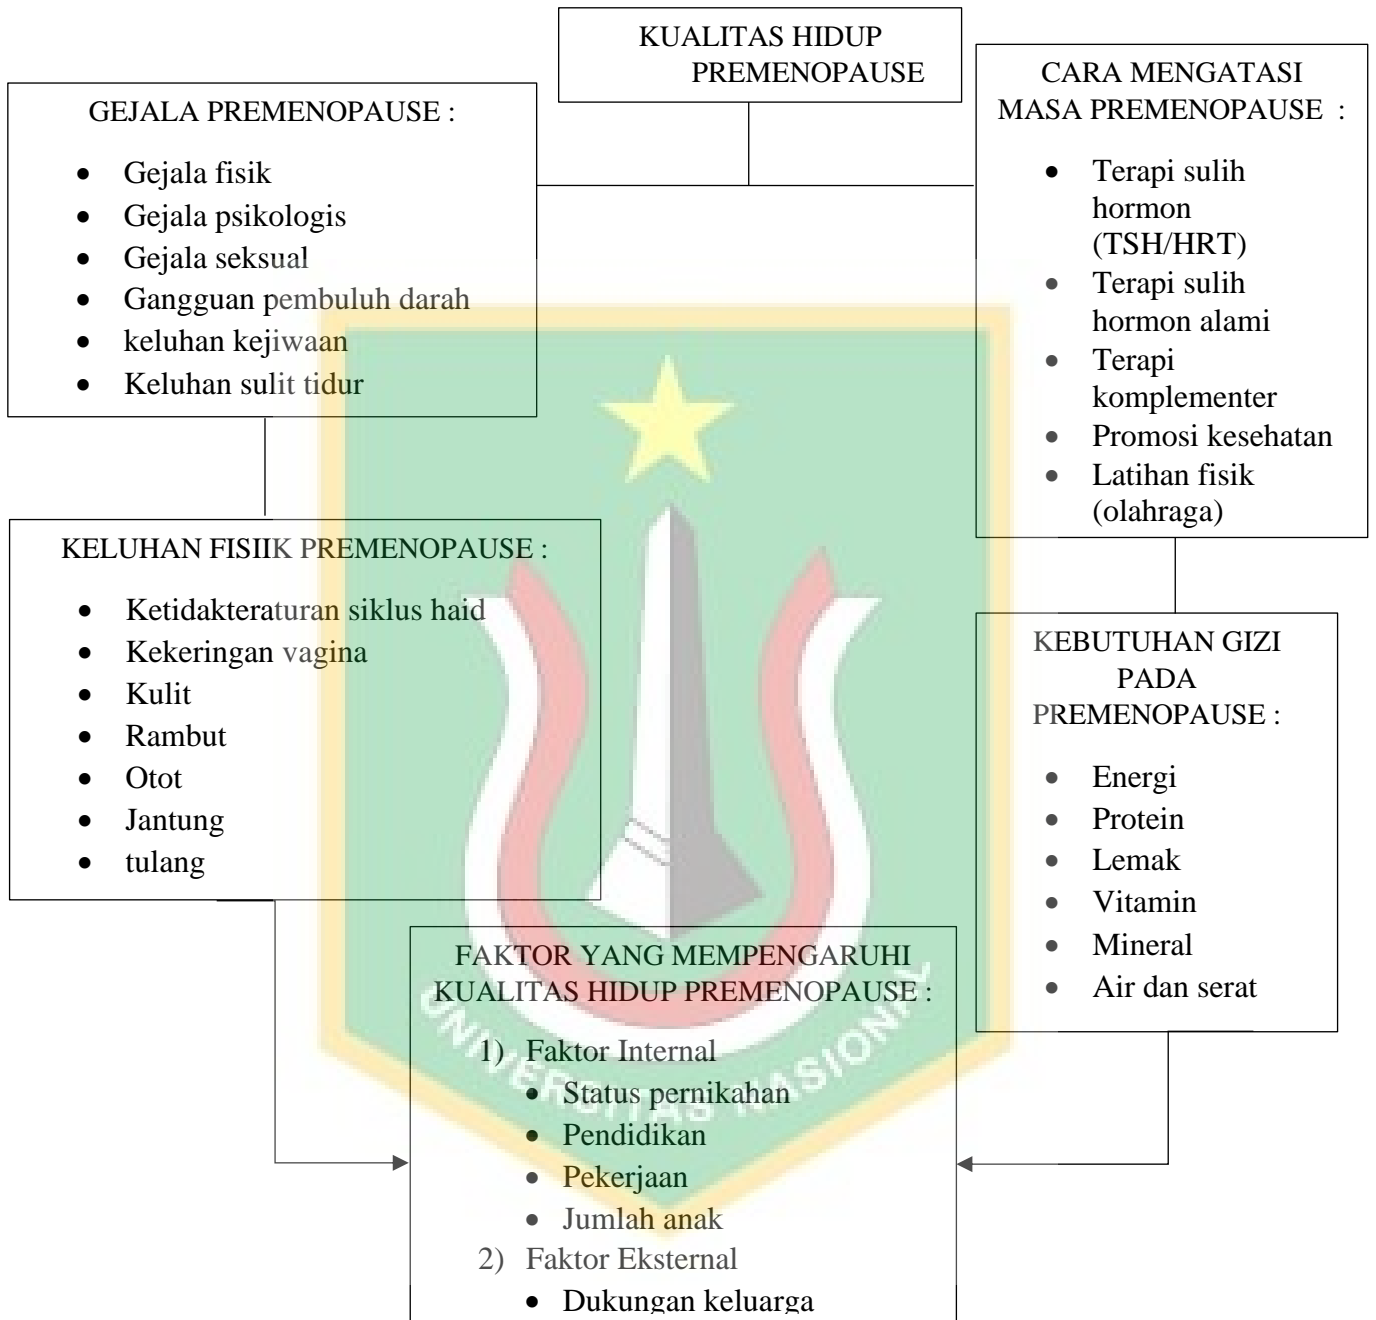 KUALITAS HIDUP
PREMENOPAUSE
GEJALA PREMENOPAUSE :
• Gejala fisik
• Gejala psikologis
• Gejala seksual
• Gangguan pembuluh darah
• keluhan kejiwaan
• Keluhan sulit tidur
CARA MENGATASI
MASA PREMENOPAUSE :
• Terapi sulih
hormon
(TSH/HRT)
• Terapi sulih
hormon alami
• Terapi
komplementer
• Promosi kesehatan
• Latihan fisik
(olahraga)
KELUHAN FISIIK PREMENOPAUSE :
• Ketidakteraturan siklus haid
• Kekeringan vagina
• Kulit
• Rambut
• Otot
• Jantung
• tulang
KEBUTUHAN GIZI
PADA
PREMENOPAUSE :
• Energi
• Protein
• Lemak
• Vitamin
• Mineral
• Air dan serat
FAKTOR YANG MEMPENGARUHI
KUALITAS HIDUP PREMENOPAUSE :
1) Faktor Internal
• Status pernikahan
• Pendidikan
• Pekerjaan
• Jumlah anak
2) Faktor Eksternal
• Dukungan keluarga
UNIVERSITAS NASIONAL